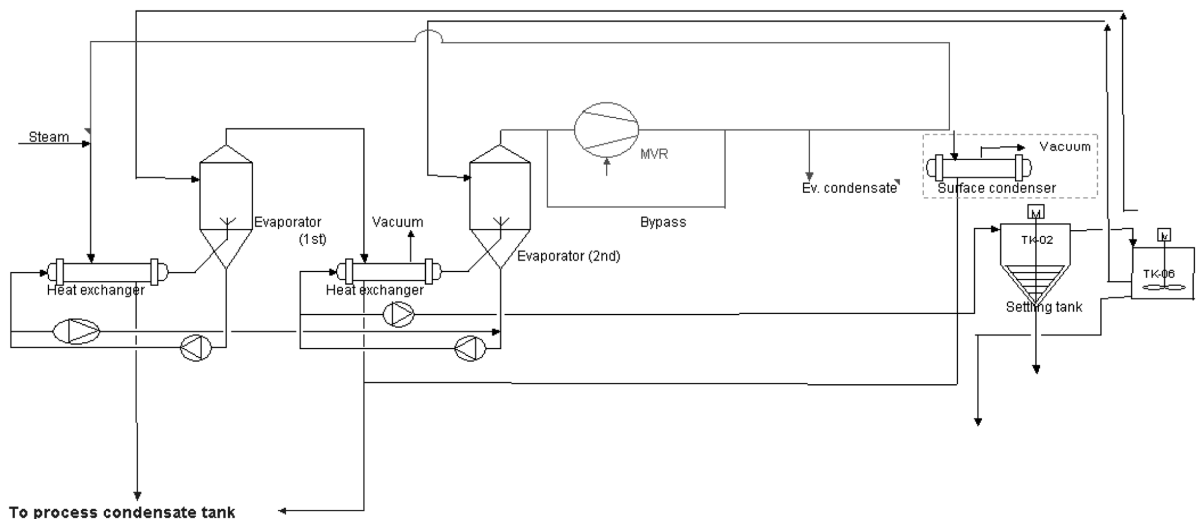 Steam
MVR
Vacuum
Ev. condensate
Surface condenser
Evaporator
(1st)
Vacuum
Bypass
M
TK-02
M
Evaporator (2nd)
TK-06
Heat exchanger
Heat exchanger
Settling tank
To process condensate tank